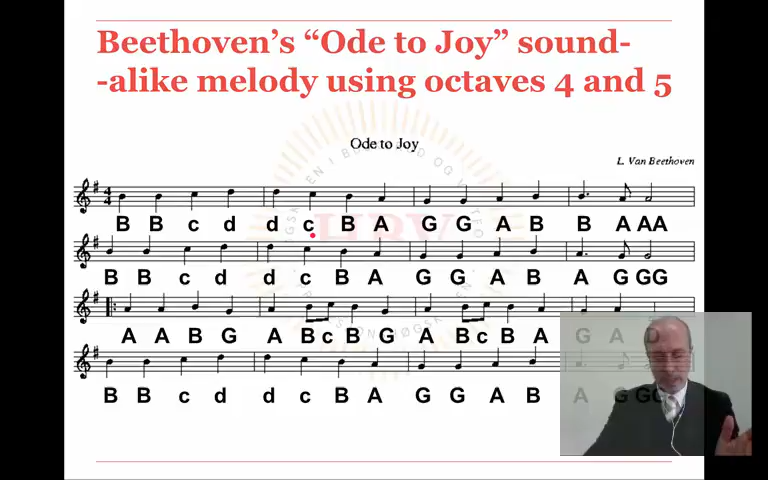 Beethoven's “Ode to Joy” sound-
-alike melody using octaves 4 and 5
Ode to Joy
L. Van Beethoven
B B c d d c B A G G A B B A AA
B B c d d c B A G G A B A G GG
A A B G A B c B G A B c B A G A D
B B c d d c B A G G A B A G GG